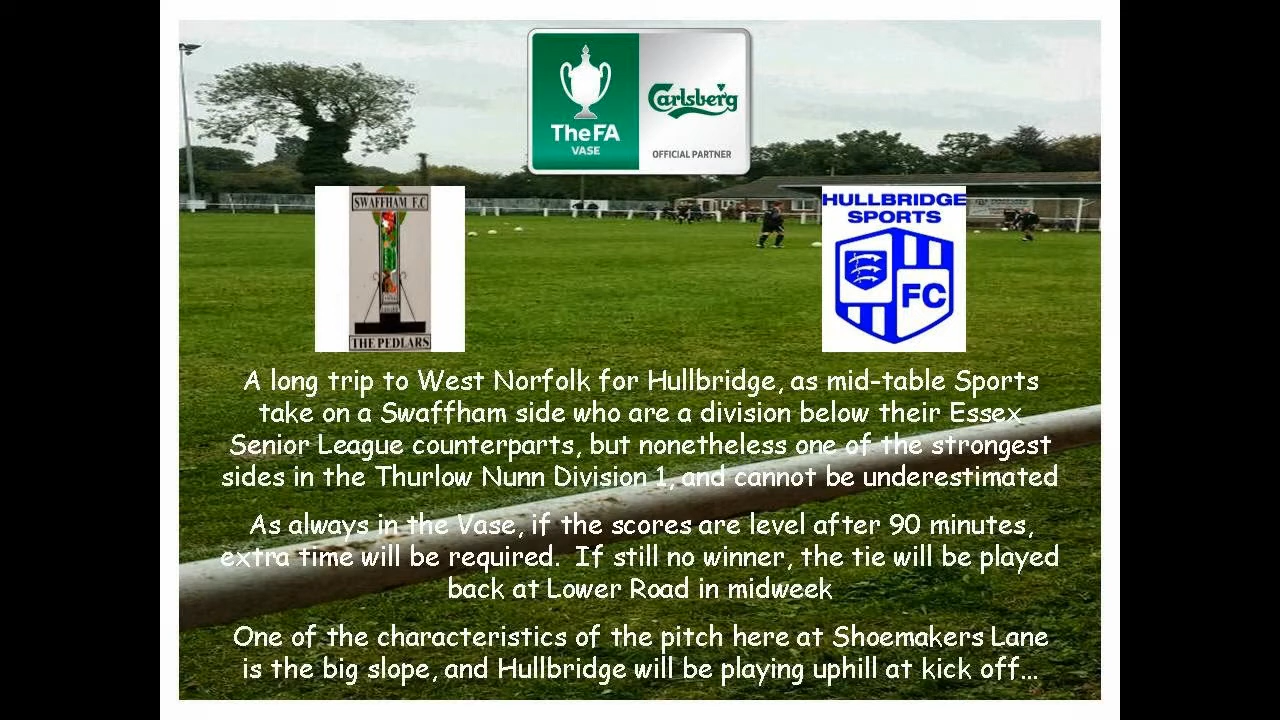 The FA
VASE
Carlsberg
OFFICIAL PARTNER
SWAFFHAM F.C
THE PEDLARS
HULLBRIDGE
SPORTS
FC
A long trip to West Norfolk for Hullbridge, as mid-table Sports
take on a Swaffham side who are a division below their Essex
Senior League counterparts, but nonetheless one of the strongest
sides in the Thurlow Nunn Division 1, and cannot be underestimated
As always in the Vase, if the scores are level after 90 minutes,
extra time will be required.  If still no winner, the tie will be played
back at Lower Road in midweek
One of the characteristics of the pitch here at Shoemakers Lane
is the big slope, and Hullbridge will be playing uphill at kick off...